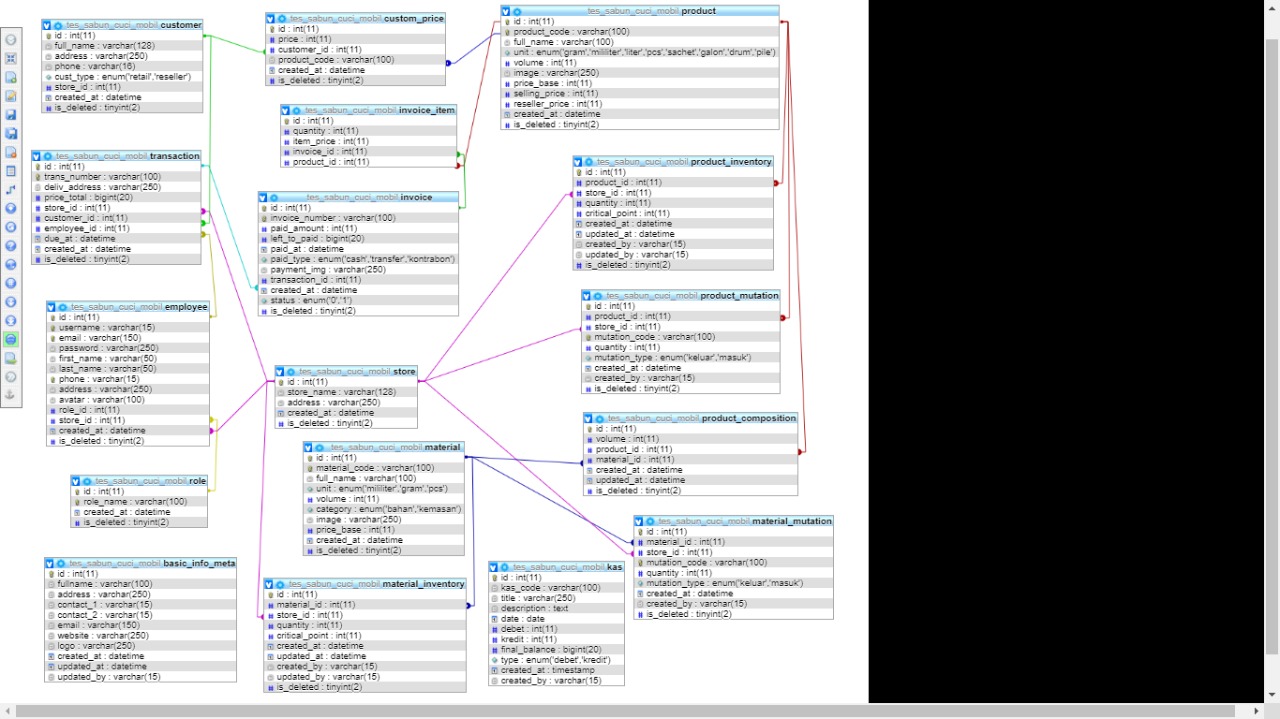 tes_sabun_cuci_mobil.customer
id : int(11)
full_name : varchar(128)
address : varchar(250)
phone : varchar(16)
cust_type : enum('retail','reseller')
store_id : int(11)
created_at : datetime
is_deleted : tinyint(2)
tes_sabun_cuci_mobil.custom_price
id : int(11)
price : int(11)
customer_id : int(11)
product_code : varchar(100)
created_at : datetime
is_deleted : tinyint(2)
tes_sabun_cuci_mobil.product
id : int(11)
product_code : varchar(100)
full_name : varchar(100)
unit : enum('gram','mililiter','liter','pcs','sachet','galon','drum','pile')
volume : int(11)
image : varchar(250)
price_base : int(11)
selling_price : int(11)
reseller_price : int(11)
created_at : datetime
is_deleted : tinyint(2)
tes_sabun_cuci_mobil.invoice_item
id : int(11)
quantity : int(11)
item_price : int(11)
invoice_id : int(11)
product_id : int(11)
tes_sabun_cuci_mobil.transaction
id : int(11)
trans_number : varchar(100)
deliv_address : varchar(250)
price_total : bigint(20)
store_id : int(11)
customer_id : int(11)
employee_id : int(11)
due_at : datetime
created_at : datetime
is_deleted : tinyint(2)
tes_sabun_cuci_mobil.invoice
id : int(11)
invoice_number : varchar(100)
paid_amount : int(11)
left_to_paid : bigint(20)
paid_at : datetime
paid_type : enum('cash','transfer','kontrabon')
payment_img : varchar(250)
transaction_id : int(11)
created_at : datetime
status : enum('0','1')
is_deleted : tinyint(2)
tes_sabun_cuci_mobil.product_inventory
id : int(11)
product_id : int(11)
store_id : int(11)
quantity : int(11)
critical_point : int(11)
created_at : datetime
updated_at : datetime
created_by : varchar(15)
updated_by : varchar(15)
is_deleted : tinyint(2)
tes_sabun_cuci_mobil.employee
id : int(11)
username : varchar(15)
email : varchar(150)
password : varchar(250)
first_name : varchar(50)
last_name : varchar(50)
phone : varchar(15)
address : varchar(250)
avatar : varchar(100)
role_id : int(11)
store_id : int(11)
created_at : datetime
is_deleted : tinyint(2)
tes_sabun_cuci_mobil.product_mutation
id : int(11)
product_id : int(11)
store_id : int(11)
mutation_code : varchar(100)
quantity : int(11)
mutation_type : enum('keluar','masuk')
created_at : datetime
created_by : varchar(15)
is_deleted : tinyint(2)
tes_sabun_cuci_mobil.store
id : int(11)
store_name : varchar(128)
address : varchar(250)
created_at : datetime
is_deleted : tinyint(2)
tes_sabun_cuci_mobil.product_composition
id : int(11)
volume : int(11)
product_id : int(11)
material_id : int(11)
created_at : datetime
updated_at : datetime
is_deleted : tinyint(2)
tes_sabun_cuci_mobil.material
id : int(11)
material_code : varchar(100)
full_name : varchar(100)
unit : enum('mililiter','gram','pcs')
volume : int(11)
category : enum('bahan','kemasan')
image : varchar(250)
price_base : int(11)
created_at : datetime
is_deleted : tinyint(2)
tes_sabun_cuci_mobil.role
id : int(11)
role_name : varchar(100)
created_at : datetime
is_deleted : tinyint(2)
tes_sabun_cuci_mobil.material_mutation
id : int(11)
material_id : int(11)
store_id : int(11)
mutation_code : varchar(100)
quantity : int(11)
mutation_type : enum('keluar','masuk')
created_at : datetime
created_by : varchar(15)
is_deleted : tinyint(2)
tes_sabun_cuci_mobil.basic_info_meta
id : int(11)
fullname : varchar(100)
address : varchar(250)
contact_1 : varchar(15)
contact_2 : varchar(15)
email : varchar(150)
website : varchar(250)
logo : varchar(250)
created_at : datetime
updated_at : datetime
updated_by : varchar(15)
tes_sabun_cuci_mobil.material_inventory
id : int(11)
material_id : int(11)
store_id : int(11)
quantity : int(11)
critical_point : int(11)
created_at : datetime
updated_at : datetime
created_by : varchar(15)
updated_by : varchar(15)
is_deleted : tinyint(2)
tes_sabun_cuci_mobil.kas
id : int(11)
kas_code : varchar(100)
title : varchar(250)
description : text
date : date
debet : int(11)
kredit : int(11)
final_balance : bigint(20)
type : enum('debet','kredit')
created_at : timestamp
created_by : varchar(15)